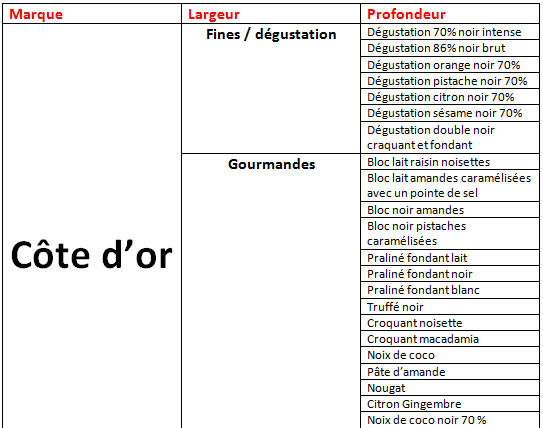 Marque Largeur Profondeur
Côte d’or
Fines / dégustation
Dégustation 70% noir intense
Dégustation 86% noir brut
Dégustation orange noir 70%
Dégustation pistache noir 70%
Dégustation citron noir 70%
Dégustation sésame noir 70%
Dégustation double noir
craquant et fondant
Gourmandes
Bloc lait raisin noisettes
Bloc lait amandes caramélisées
avec un pointe de sel
Bloc noir amandes
Bloc noir pistaches
caramélisées
Praliné fondant lait
Praliné fondant noir
Praliné fondant blanc
Truffé noir
Croquant noisette
Croquant macadamia
Noix de coco
Pâte d’amande
Nougat
Citron Gingembre
Noix de coco noir 70 %